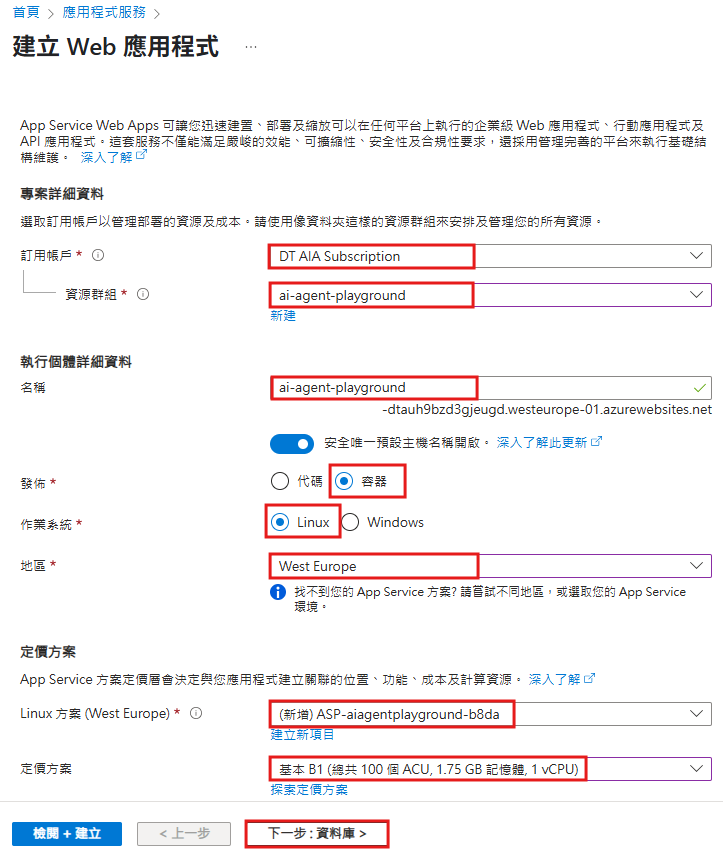 首頁 > 應用程式服務 >
建立 Web 應用程式 ...
App Service Web Apps 可讓您迅速建置、部署及縮放可以在任何平台上執行的企業級 Web 應用程式、行動應用程式及
API 應用程式。這套服務不僅能滿足嚴峻的效能、可擴縮性、安全性及合規性要求，還採用管理完善的平台來執行基礎結
構維護。 深入了解
專案詳細資料
選取訂用帳戶以管理部署的資源及成本。請使用像資料夾這樣的資源群組來安排及管理您的所有資源。
訂用帳戶 * DT AIA Subscription
資源群組 * ai-agent-playground
新建
執行個體詳細資料
名稱 ai-agent-playground
-dtauh9bzd3gjeugd.westeurope-01.azurewebsites.net
安全唯一預設主機名稱開啟。 深入了解此更新
發佈 * 代碼 容器
作業系統 * Linux Windows
地區 * West Europe
找不到您的 App Service 方案? 請嘗試不同地區，或選取您的 App Service
環境。
定價方案
App Service 方案定價層會決定與您應用程式建立關聯的位置、功能、成本及計算資源。 深入了解
Linux 方案 (West Europe) * (新增) ASP-aiagentplayground-b8da
建立新項目
定價方案 基本 B1 (總共 100 個 ACU, 1.75 GB 記憶體, 1 vCPU)
探索定價方案
檢閱 + 建立 < 上一步 下一步 : 資料庫 >